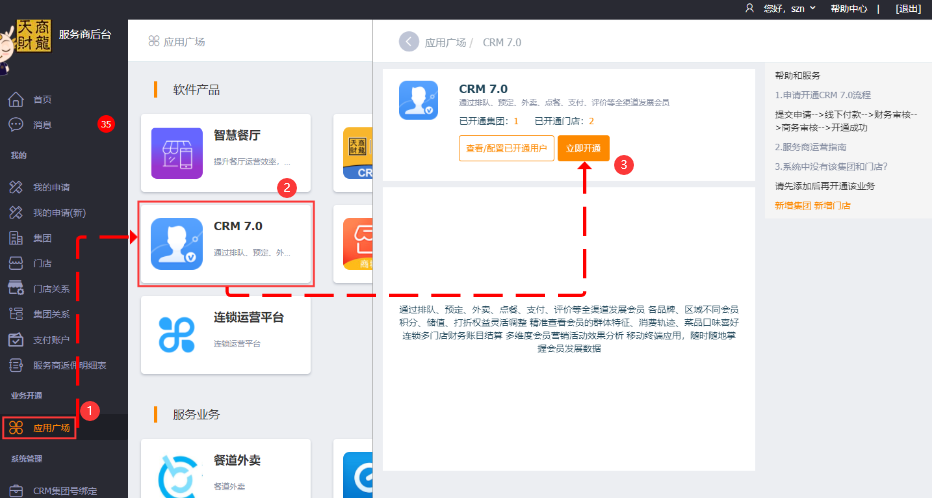 您好，szn
帮助中心 | [退出]
天商
財龍
服务商后台
首页
消息
35
我的
我的申请
我的申请(新)
集团
门店
门店关系
集团关系
支付账户
服务商返佣明细表
业务开通
1
应用广场
系统管理
CRM集团号绑定
应用广场
软件产品
智慧餐厅
提升餐厅运营效率、...
2
CRM 7.0
通过排队、预定、外...
连锁运营平台
连锁运营平台
服务业务
餐道外卖
餐道外卖
天商
財龍
CR
应用广场 / CRM 7.0
CRM 7.0
通过排队、预定、外卖、点餐、支付、评价等全渠道发展会员
已开通集团：1 已开通门店：2
查看/配置已开通用户
立即开通
3
通过排队、预定、外卖、点餐、支付、评价等全渠道发展会员 各品牌、区域不同会员
积分、储值、打折权益灵活调整 精准查看会员的群体特征、消费轨迹、菜品口味喜好
连锁多门店财务账目结算 多维度会员营销活动效果分析 移动终端应用，随时随地掌
握会员发展数据
帮助和服务
1.申请开通CRM 7.0流程
提交申请-->线下付款-->财务审核--
>商务审核-->开通成功
2.服务商运营指南
3.系统中没有该集团和门店？
请先添加后再开通该业务
新增集团 新增门店